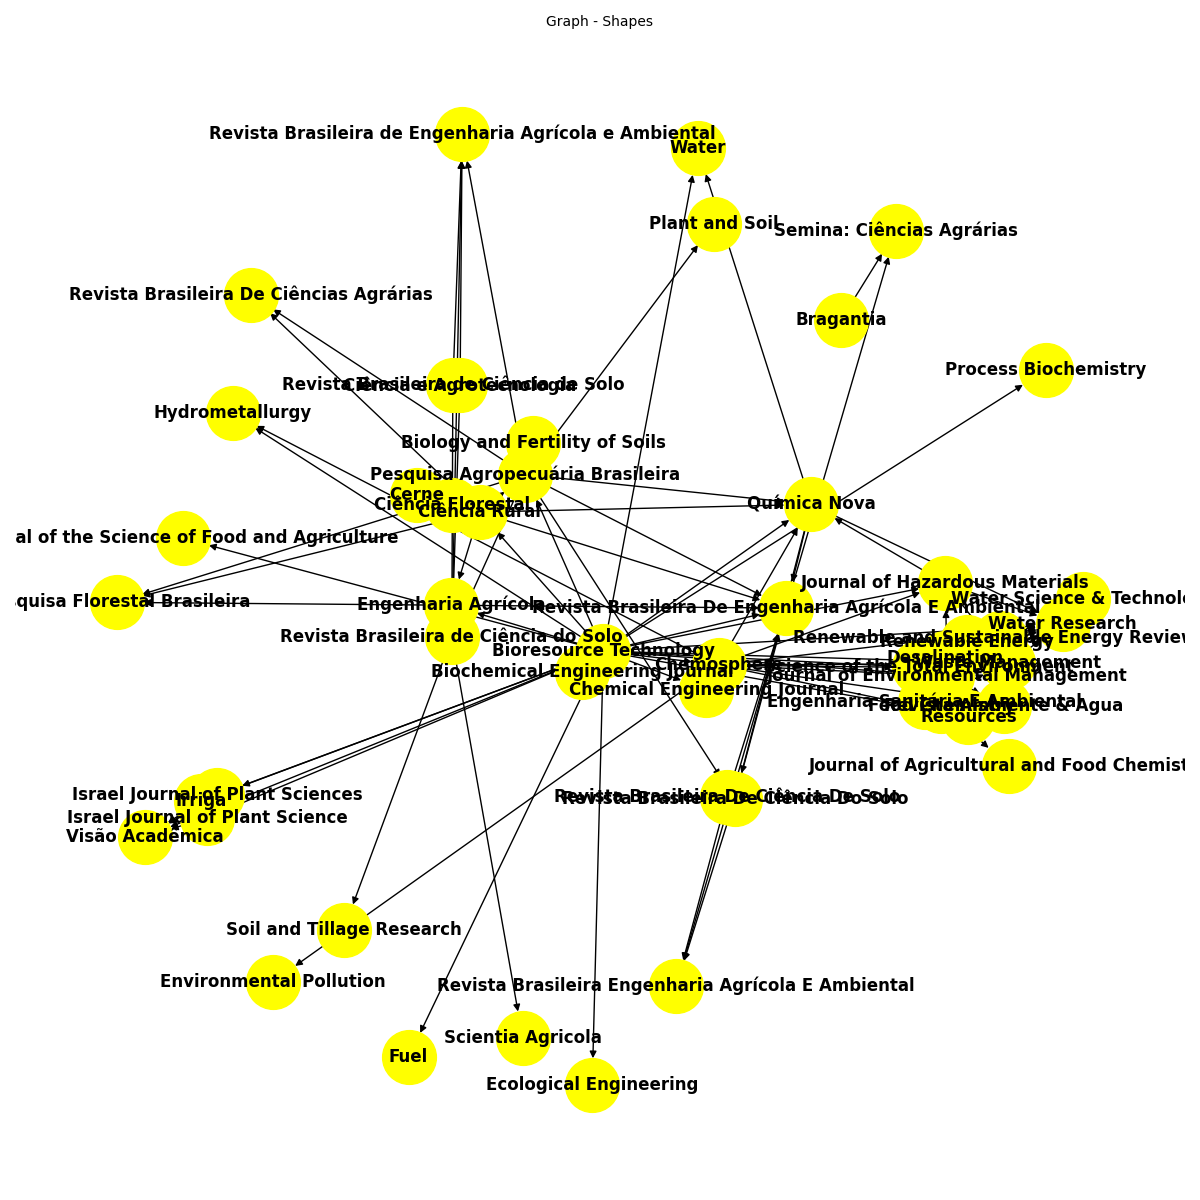 Graph - Shapes
Revista Brasileira de Engenharia Agrícola e Ambiental
Water
Plant and Soil
Semina: Ciências Agrárias
Revista Brasileira De Ciências Agrárias
Bragantia
Process Biochemistry
Revista Brasileira de Ciência de Solo
Ciência e Agrotecnologia
Hydrometallurgy
Biology and Fertility of Soils
Pesquisa Agropecuária Brasileira
Cerne
Ciência Florestal
Química Nova
Ciência Rural
al of the Science of Food and Agriculture
Journal of Hazardous Materials
Water Science & Technolo
quisa Florestal Brasileira
Engenharia Agrícola
Revista Brasileira De Engenharia Agrícola E Ambiental
Water Research
Revista Brasileira de Ciência do Solo
Renewable and Sustainable Energy Review
Renewable Energy
Bioresource Technology
Desalination
Chemosphere
Waste Management
Science of the Total Environment
Biochemical Engineering Journal
Journal of Environmental Management
Chemical Engineering Journal
Engenharia Sanitária E Ambiental
& Agua
Resources
Journal of Agricultural and Food Chemist
Israel Journal of Plant Sciences
Irriga
Revista Brasileira De Ciência De Solo
Revista Brasileira De Ciência Do Solo
Israel Journal of Plant Science
Visão Acadêmica
Soil and Tillage Research
Environmental Pollution
Revista Brasileira Engenharia Agrícola E Ambiental
Scientia Agricola
Fuel
Ecological Engineering